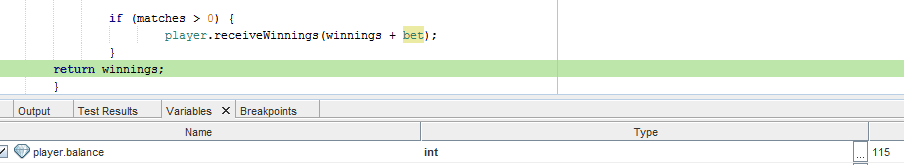 if (matches > 0) {
player.receiveWinnings(winnings + bet);
}
return winnings;
}
Output Test Results Variables X Breakpoints
Name Type
player.balance int ... 115